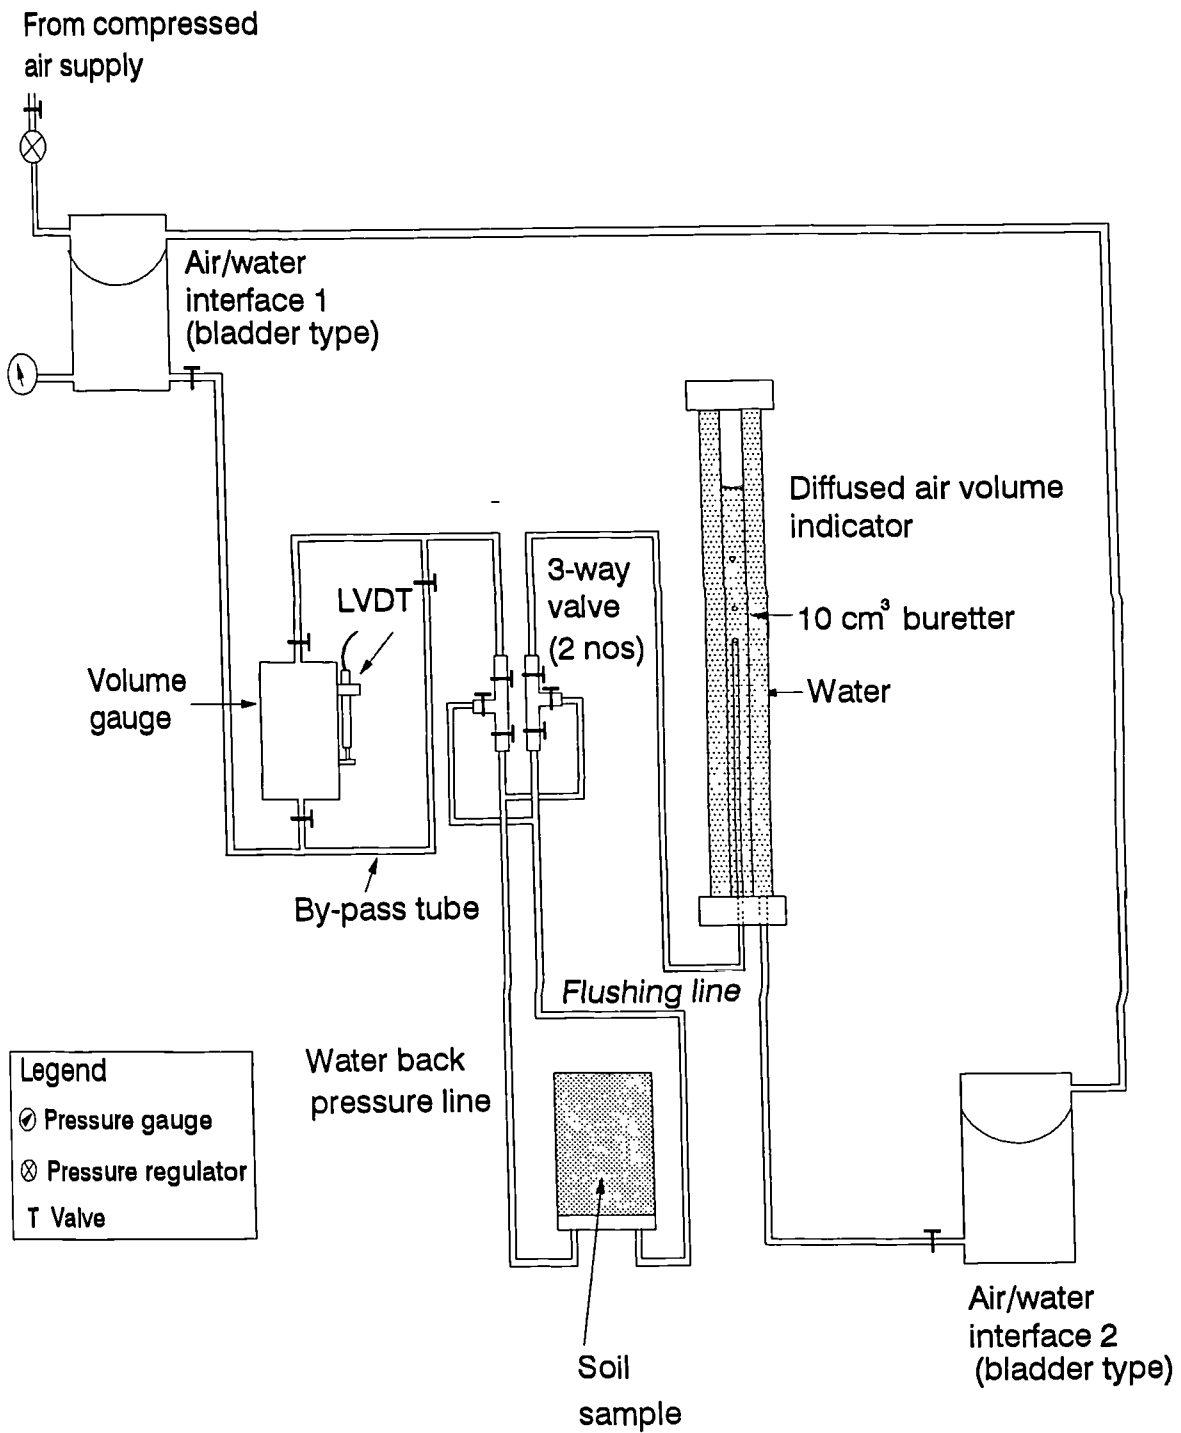 From compressed
air supply
Air/water
interface 1
(bladder type)
Diffused air volume
indicator
3-way
valve
(2 nos)
LVDT
10 cm³ buretter
Volume
gauge
Water
By-pass tube
Flushing line
Water back
pressure line
Legend
Pressure gauge
Pressure regulator
T Valve
Air/water
interface 2
(bladder type)
Soil
sample